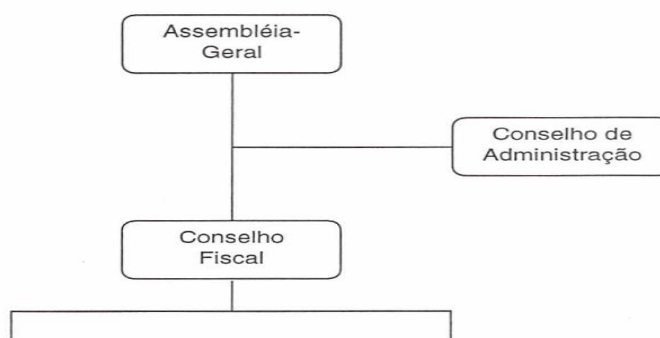 Assembléia-
Geral
Conselho de
Administração
Conselho
Fiscal